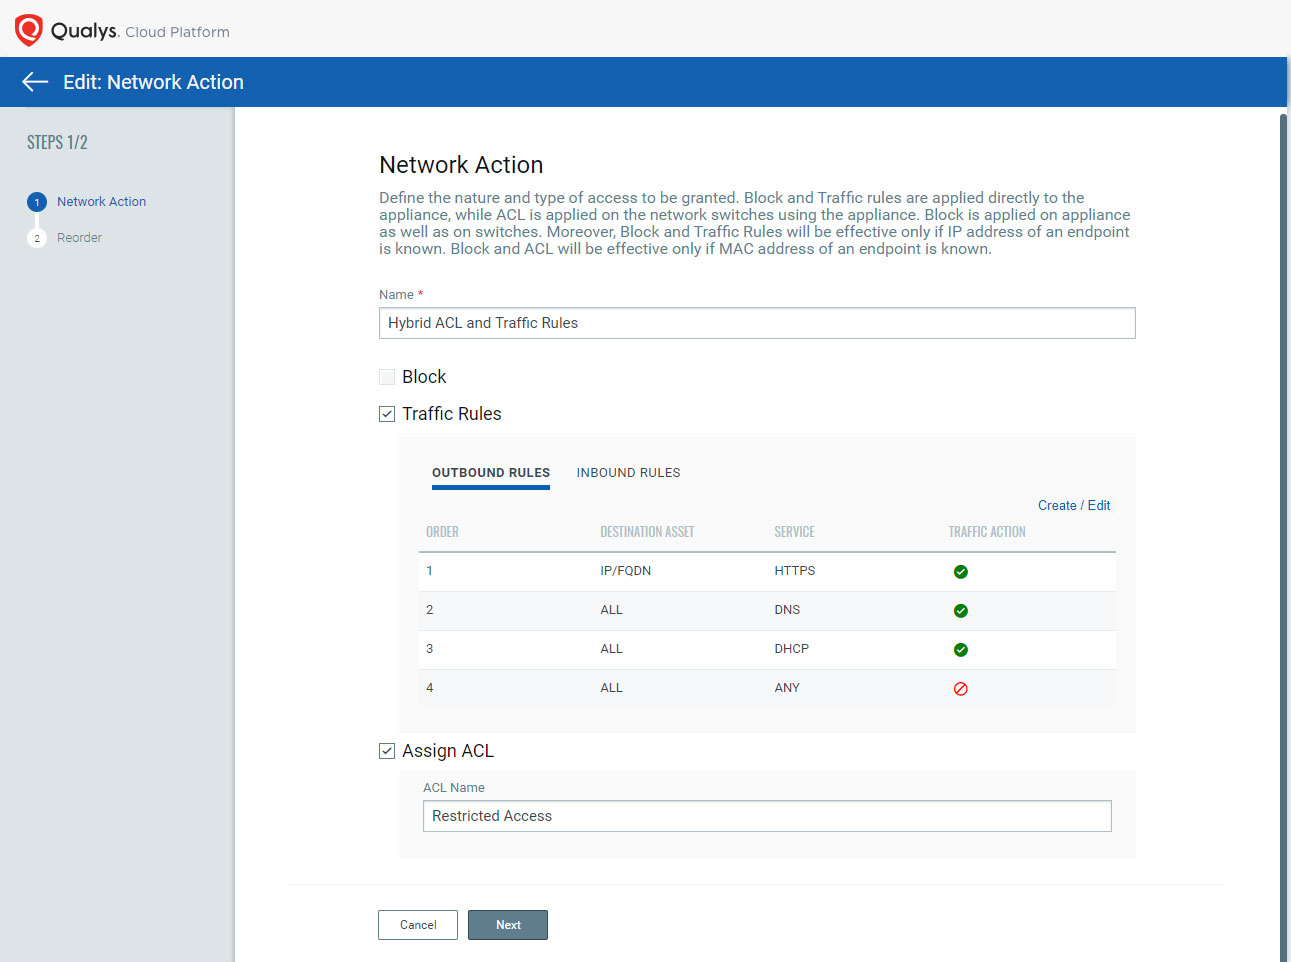 Qualys. Cloud Platform
Edit: Network Action
STEPS 1/2
1 Network Action
2 Reorder
Network Action
Define the nature and type of access to be granted. Block and Traffic rules are applied directly to the
appliance, while ACL is applied on the network switches using the appliance. Block is applied on appliance
as well as on switches. Moreover, Block and Traffic Rules will be effective only if IP address of an endpoint
is known. Block and ACL will be effective only if MAC address of an endpoint is known.
Name *
Hybrid ACL and Traffic Rules
Block
Traffic Rules
OUTBOUND RULES INBOUND RULES
Create / Edit
ORDER DESTINATION ASSET SERVICE TRAFFIC ACTION
1 IP/FQDN HTTPS
2 ALL DNS
3 ALL DHCP
4 ALL ANY
Assign ACL
ACL Name
Restricted Access
Cancel Next